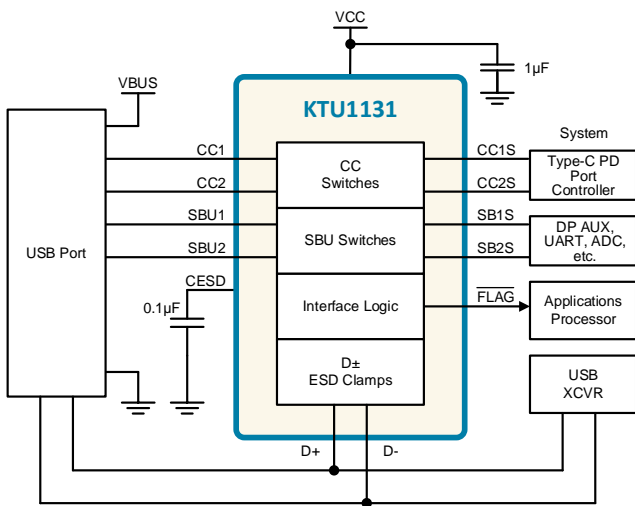 VCC
1µF
VBUS
KTU1131
System
CC1
CC2
SBU1
SBU2
CESD
0.1µF
USB Port
CC
Switches
SBU Switches
Interface Logic
D±
ESD Clamps
CC1S
CC2S
SB1S
SB2S
FLAG
Type-C PD
Port
Controller
DP AUX,
UART, ADC,
etc.
Applications
Processor
USB
XCVR
D+
D-